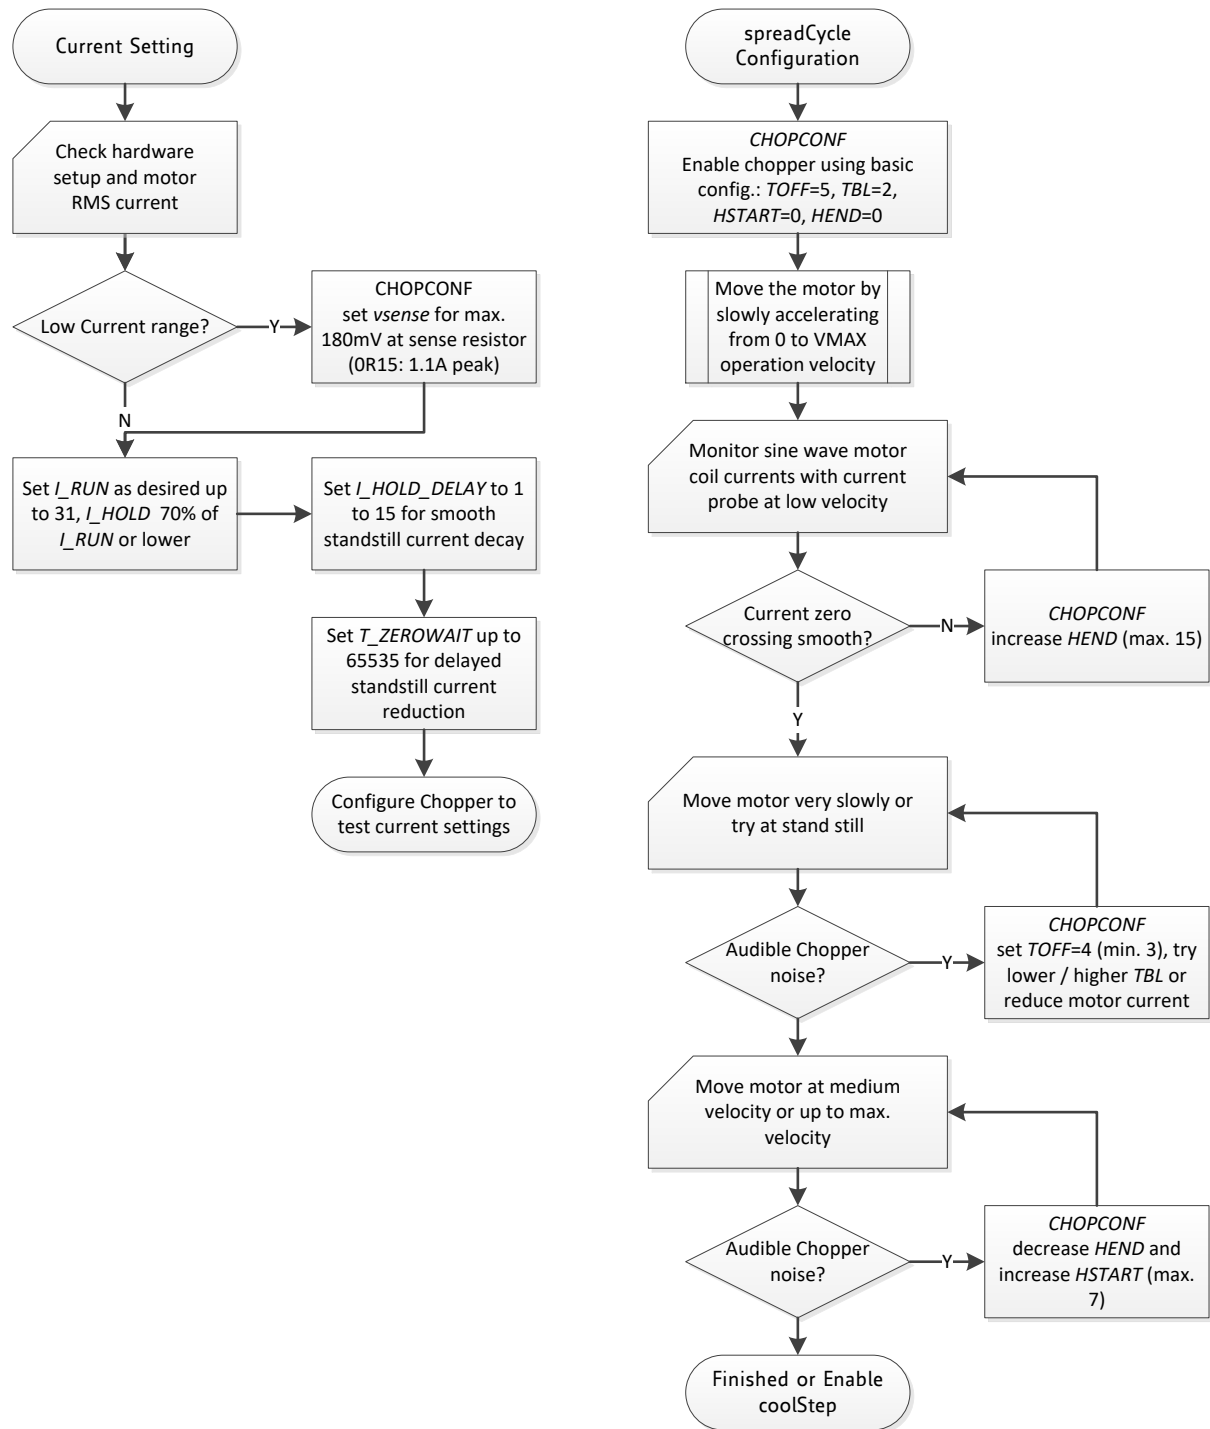 Current Setting
Check hardware
setup and motor
RMS current
Low Current range?
Y
CHOPCONF
set vsense for max.
180mV at sense resistor
(0R15: 1.1A peak)
N
Set I_RUN as desired up
to 31, I_HOLD 70% of
I_RUN or lower
Set I_HOLD_DELAY to 1
to 15 for smooth
standstill current decay
Set T_ZEROWAIT up to
65535 for delayed
standstill current
reduction
Configure Chopper to
test current settings
spreadCycle
Configuration
CHOPCONF
Enable chopper using basic
config.: TOFF=5, TBL=2,
HSTART=0, HEND=0
Move the motor by
slowly accelerating
from 0 to VMAX
operation velocity
Monitor sine wave motor
coil currents with current
probe at low velocity
Current zero
crossing smooth?
N
CHOPCONF
increase HEND (max. 15)
Y
Move motor very slowly or
try at stand still
Audible Chopper
noise?
Y
CHOPCONF
set TOFF=4 (min. 3), try
lower / higher TBL or
reduce motor current
Move motor at medium
velocity or up to max.
velocity
Audible Chopper
noise?
Y
CHOPCONF
decrease HEND and
increase HSTART (max.
7)
Finished or Enable
coolStep